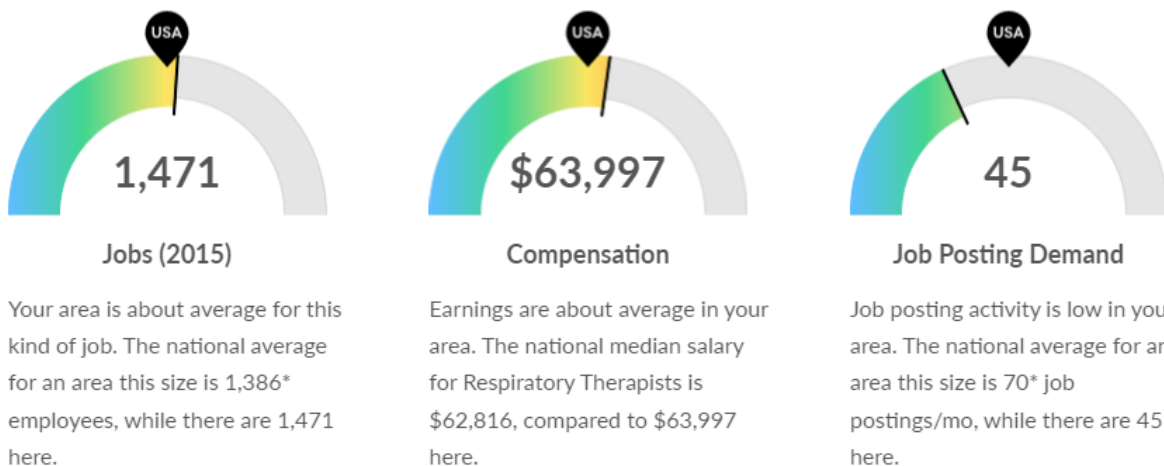 USA
1,471
Jobs (2015)
Your area is about average for this
kind of job. The national average
for an area this size is 1,386*
employees, while there are 1,471
here.
USA
$63,997
Compensation
Earnings are about average in your
area. The national median salary
for Respiratory Therapists is
$62,816, compared to $63,997
here.
USA
45
Job Posting Demand
Job posting activity is low in you
area. The national average for an
area this size is 70* job
postings/mo, while there are 45
here.